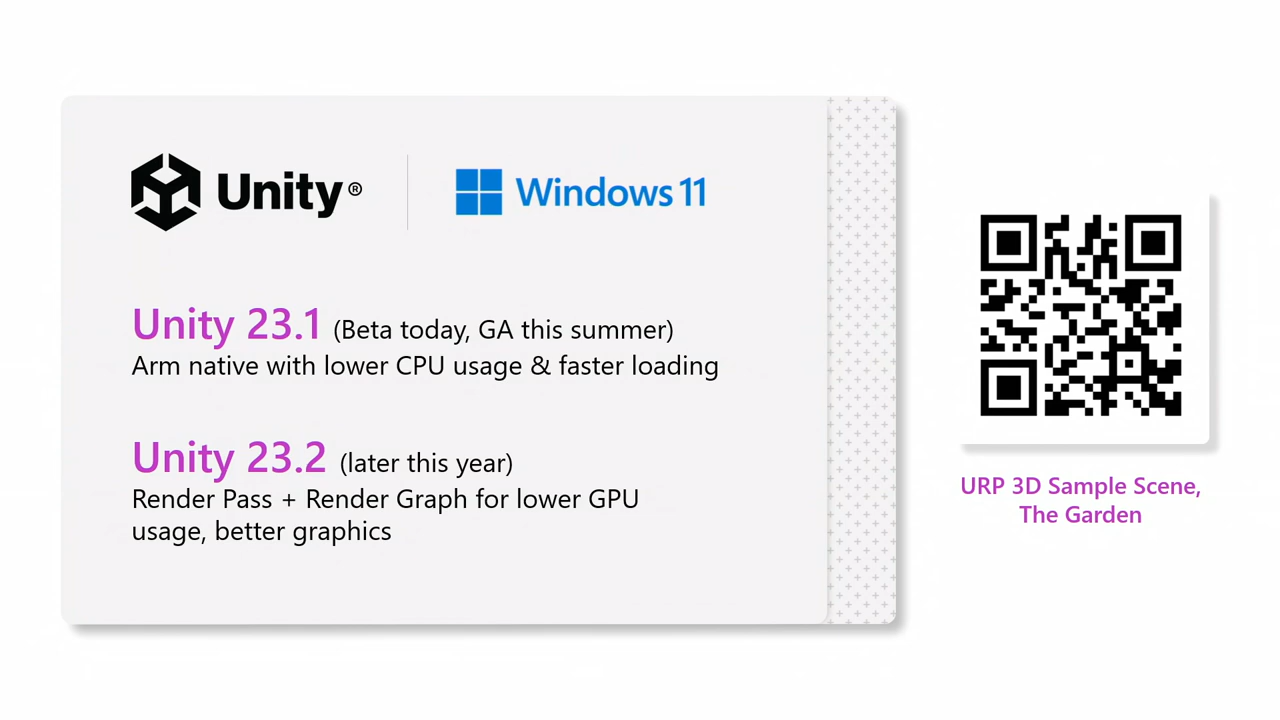 Unity®
Windows 11
Unity 23.1 (Beta today, GA this summer)
Arm native with lower CPU usage & faster loading
Unity 23.2 (later this year)
Render Pass + Render Graph for lower GPU
usage, better graphics
URP 3D Sample Scene,
The Garden